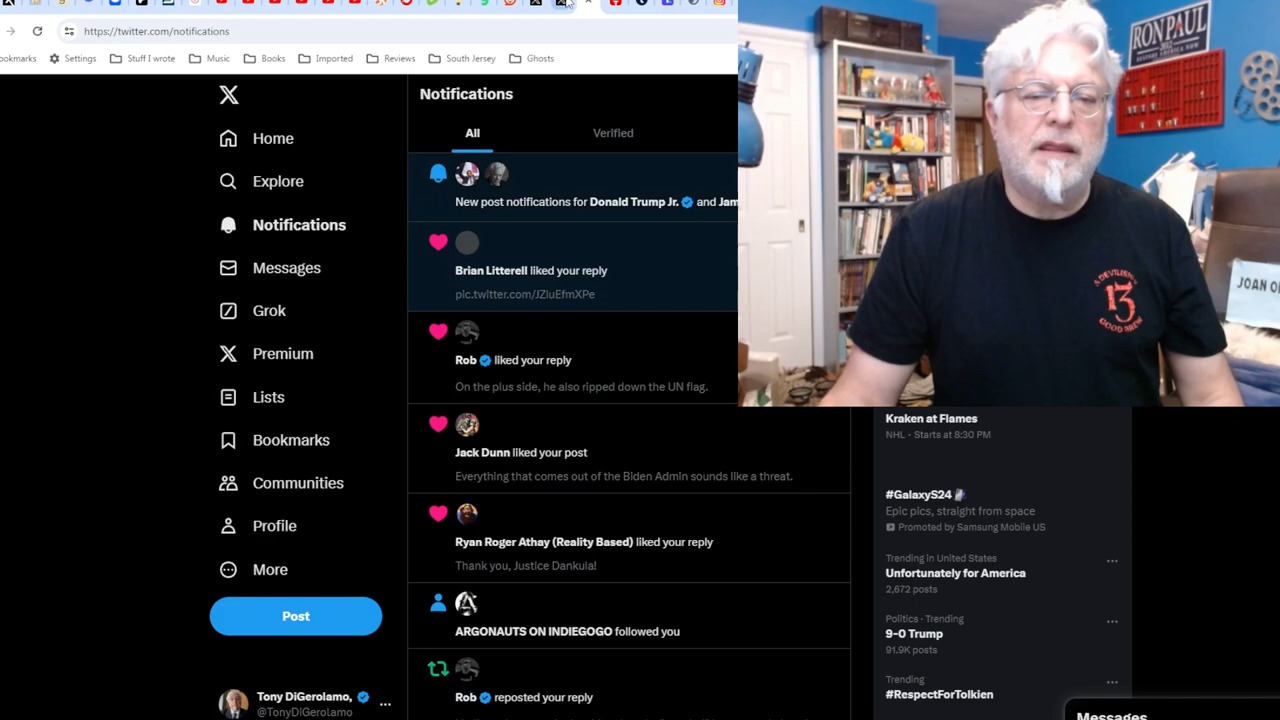 https://twitter.com/notifications
okmarks
Settings
Stuff I wrote
Music
Books
Imported
Reviews
South Jersey
Ghosts
Home
Explore
Notifications
Messages
Grok
Premium
Lists
Bookmarks
Communities
Profile
More
Post
Tony DiGerolamo,
@TonyDiGerolamo
Notifications
All
Verified
New post notifications for Donald Trump Jr. and Jam
Brian Litterell liked your reply
Rob liked your reply
On the plus side, he also ripped down the UN flag.
Jack Dunn liked your post
Everything that comes out of the Biden Admin sounds like a threat.
Ryan Roger Athay (Reality Based) liked your reply
Thank you, Justice Dankula!
ARGONAUTS ON INDIEGOGO followed you
Rob reposted your reply
RON PAUL
2012
A DEVILISHLY
13
GOOD BREW
JOAN O
Kraken at Flames
NHL · Starts at 8:30 PM
#GalaxyS24
Epic pics, straight from space
Promoted by Samsung Mobile US
Trending in United States
Unfortunately for America
2,672 posts
Politics · Trending
9-0 Trump
91.9K posts
Trending
#RespectForTolkien
Messages